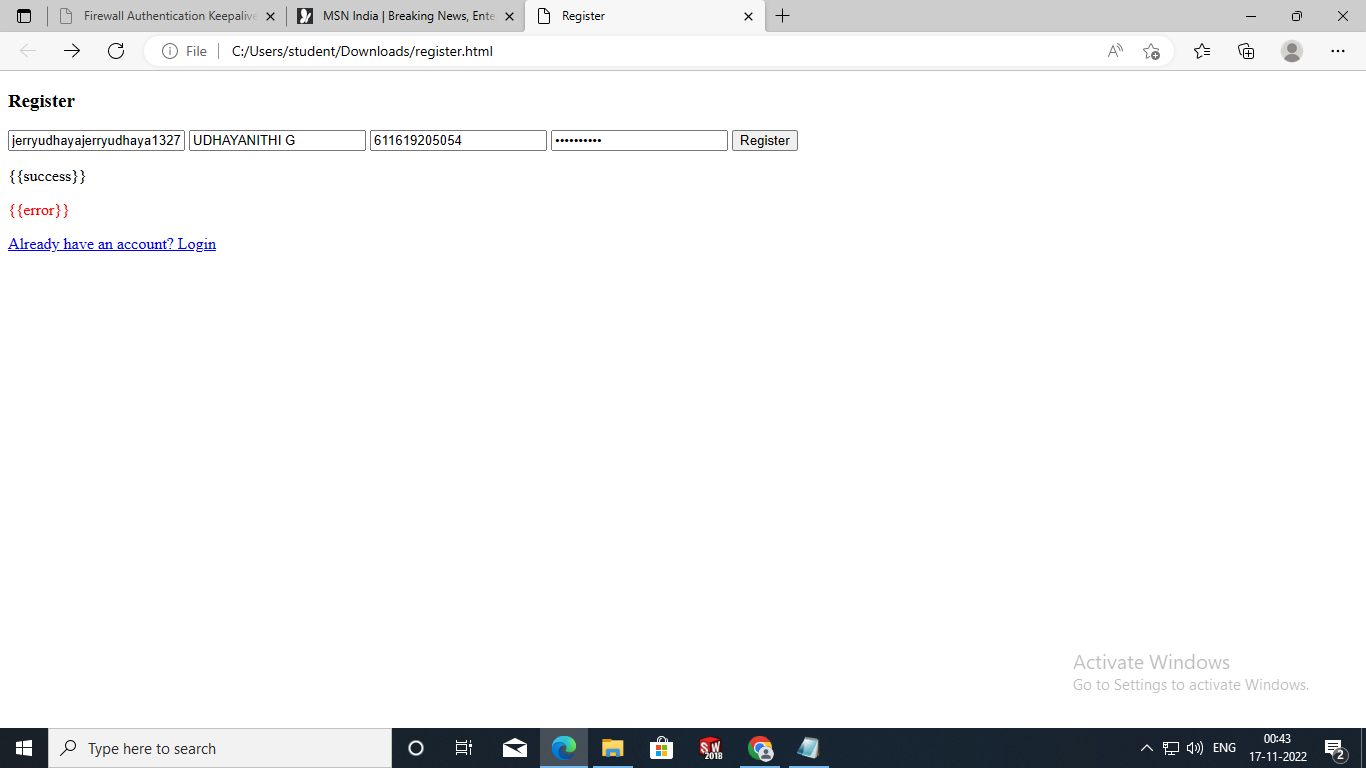 Firewall Authentication Keepalive
MSN India | Breaking News, Ente
Register
File
C:/Users/student/Downloads/register.html
Register
jerryudhayajerryudhaya1327 UDHAYANITHI G 611619205054 •••••••••• Register
{{success}}
{{error}}
Already have an account? Login
Activate Windows
Go to Settings to activate Windows.
Type here to search
SW
2018
ENG
00:43
17-11-2022
2